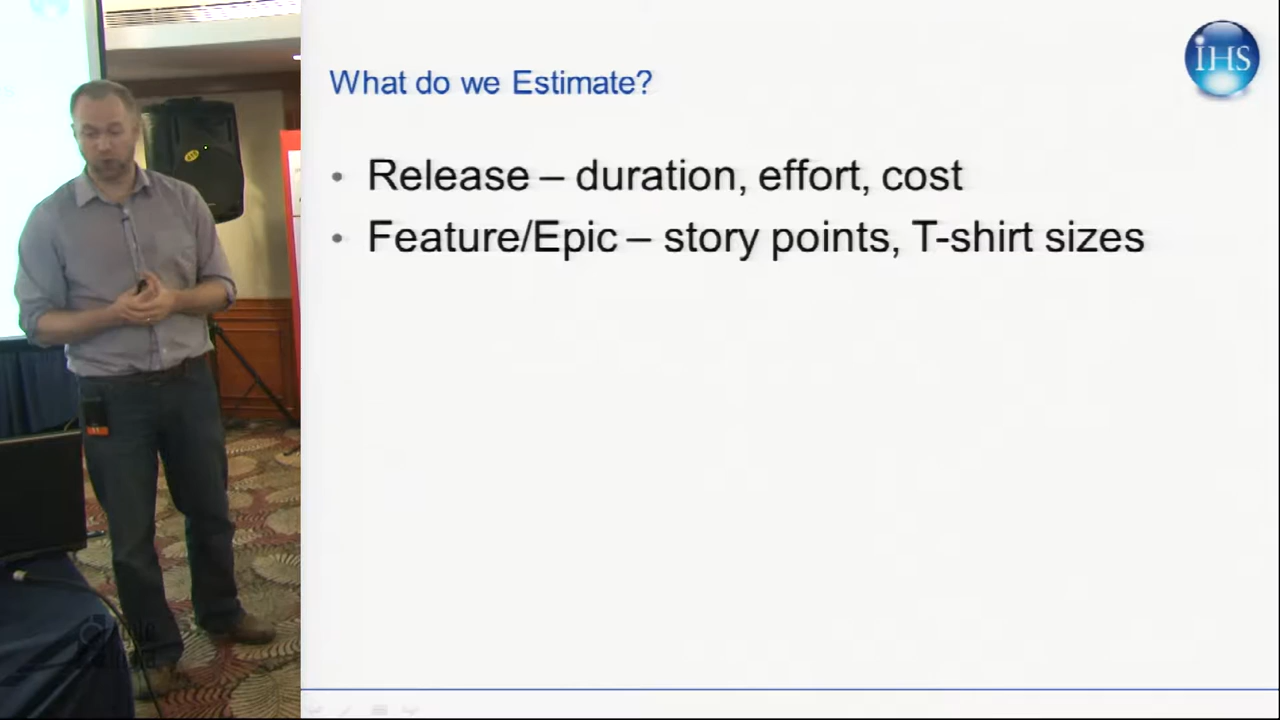 iHS
What do we Estimate?
• Release – duration, effort, cost
• Feature/Epic – story points, T-shirt sizes